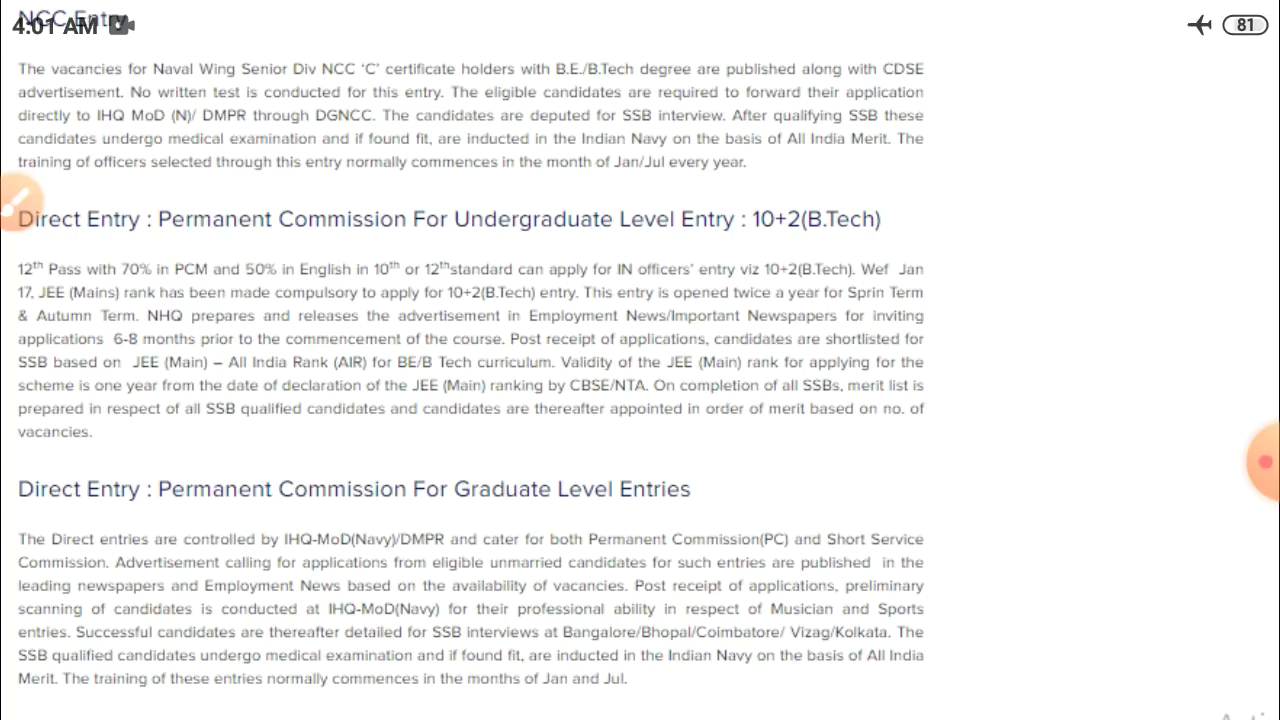 NCC Entry
4:01 AM
81
The vacancies for Naval Wing Senior Div NCC 'C' certificate holders with B.E./B.Tech degree are published along with CDSE
advertisement. No written test is conducted for this entry. The eligible candidates are required to forward their application
directly to IHQ MoD (N)/ DMPR through DGNCC. The candidates are deputed for SSB interview. After qualifying SSB these
candidates undergo medical examination and if found fit, are inducted in the Indian Navy on the basis of All India Merit. The
training of officers selected through this entry normally commences in the month of Jan/Jul every year.
Direct Entry : Permanent Commission For Undergraduate Level Entry : 10+2(B.Tech)
12th Pass with 70% in PCM and 50% in English in 10th or 12thstandard can apply for IN officers' entry viz 10+2(B.Tech). Wef Jan
17, JEE (Mains) rank has been made compulsory to apply for 10+2(B.Tech) entry. This entry is opened twice a year for Sprin Term
& Autumn Term. NHQ prepares and releases the advertisement in Employment News/Important Newspapers for inviting
applications 6-8 months prior to the commencement of the course. Post receipt of applications, candidates are shortlisted for
SSB based on JEE (Main) – All India Rank (AIR) for BE/B Tech curriculum. Validity of the JEE (Main) rank for applying for the
scheme is one year from the date of declaration of the JEE (Main) ranking by CBSE/NTA. On completion of all SSBs, merit list is
prepared in respect of all SSB qualified candidates and candidates are thereafter appointed in order of merit based on no. of
vacancies.
Direct Entry : Permanent Commission For Graduate Level Entries
The Direct entries are controlled by IHQ-MoD(Navy)/DMPR and cater for both Permanent Commission(PC) and Short Service
Commission. Advertisement calling for applications from eligible unmarried candidates for such entries are published in the
leading newspapers and Employment News based on the availability of vacancies. Post receipt of applications, preliminary
scanning of candidates is conducted at IHQ-MoD(Navy) for their professional ability in respect of Musician and Sports
entries. Successful candidates are thereafter detailed for SSB interviews at Bangalore/Bhopal/Coimbatore/ Vizag/Kolkata. The
SSB qualified candidates undergo medical examination and if found fit, are inducted in the Indian Navy on the basis of All India
Merit. The training of these entries normally commences in the months of Jan and Jul.